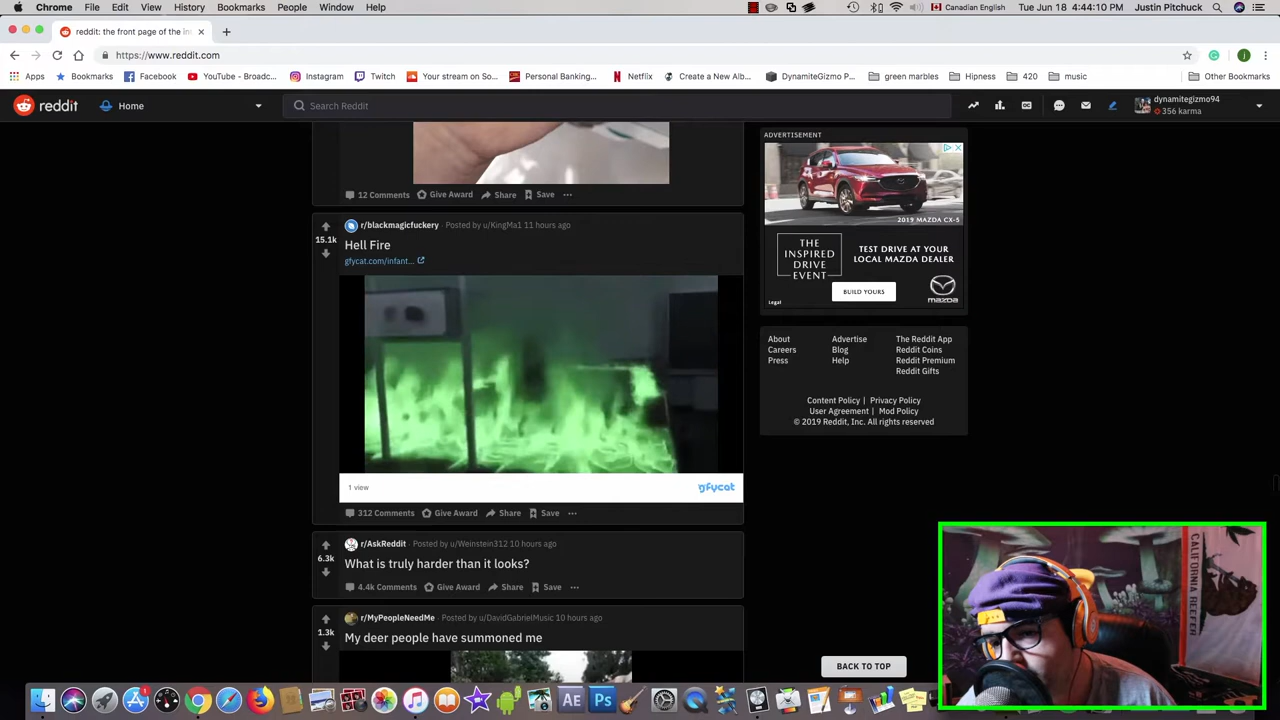 Chrome File Edit View History Bookmarks People Window Help Canadian English Tue Jun 18 4:44:10 PM Justin Pitchuck
reddit: the front page of the in
https://www.reddit.com
Apps Bookmarks Facebook YouTube - Broadc... Instagram Twitch Your stream on So... Personal Banking... Netflix Create a New Alb... DynamiteGizmo P... green marbles Hipness 420 music Other Bookmarks
reddit Home Search Reddit dynamitegizmo94
356 karma
12 Comments Give Award Share Save
r/blackmagicfuckery · Posted by u/KingMa1 11 hours ago
15.1k
Hell Fire
gfycat.com/infant...
1 view gfycat
312 Comments Give Award Share Save
r/AskReddit · Posted by u/Weinstein312 10 hours ago
6.3k
What is truly harder than it looks?
4.4k Comments Give Award Share Save
r/MyPeopleNeedMe · Posted by u/DavidGabrielMusic 10 hours ago
1.3k
My deer people have summoned me
ADVERTISEMENT
2019 MAZDA CX-5
THE
INSPIRED
DRIVE
EVENT
TEST DRIVE AT YOUR
LOCAL MAZDA DEALER
BUILD YOURS
mazda
Legal
About Advertise The Reddit App
Careers Blog Reddit Coins
Press Help Reddit Premium
Reddit Gifts
Content Policy | Privacy Policy
User Agreement | Mod Policy
© 2019 Reddit, Inc. All rights reserved
BACK TO TOP
CALIFORNIA REEFER
1
AE Ps